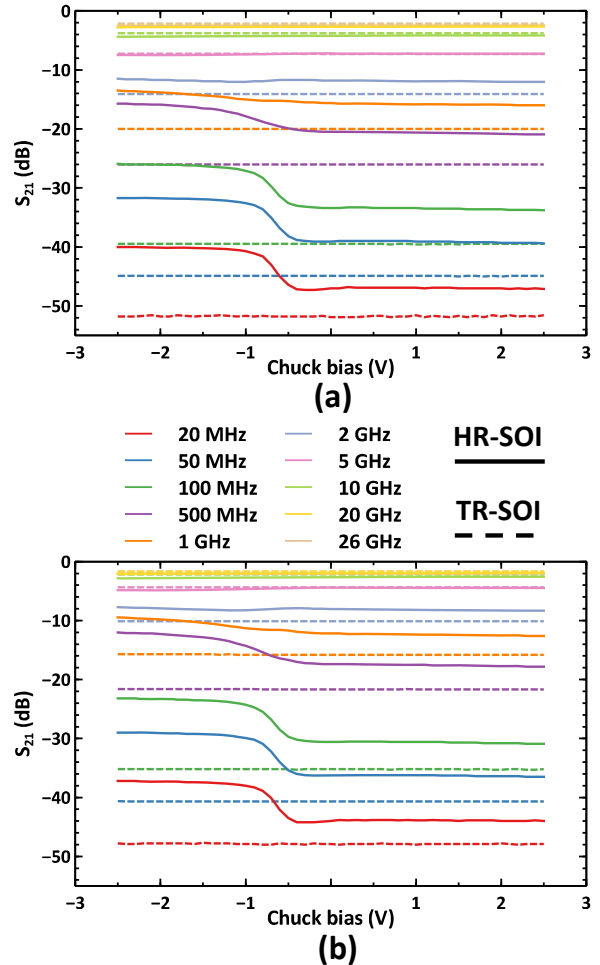 0
−10
−20
−30
−40
−50
S21 (dB)
−3 −2 −1 0 1 2 3
Chuck bias (V)
(a)
20 MHz
50 MHz
100 MHz
500 MHz
1 GHz
2 GHz
5 GHz
10 GHz
20 GHz
26 GHz
HR-SOI
TR-SOI
0
−10
−20
−30
−40
−50
S21 (dB)
−3 −2 −1 0 1 2 3
Chuck bias (V)
(b)